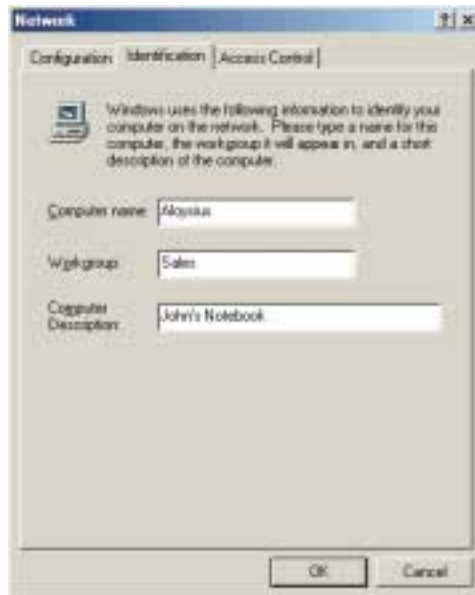 Network
Configuration Identification Access Control
Windows uses the following information to identify your
computer on the network. Please type a name for this
computer, the workgroup it will appear in, and a short
description of the computer.
Computer name: Aloysius
Workgroup: Sales
Computer
Description: John's Notebook
OK Cancel